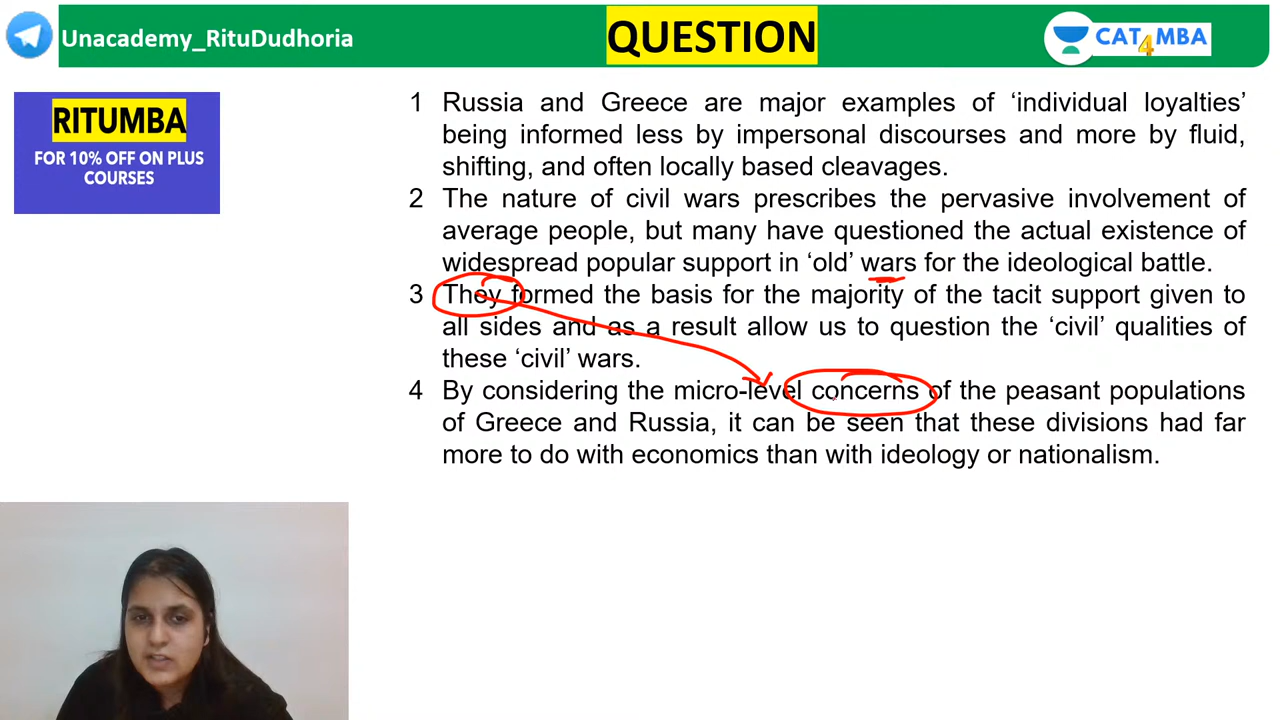 Unacademy_RituDudhoria
QUESTION
CAT4MBA
RITUMBA
FOR 10% OFF ON PLUS
COURSES
1 Russia and Greece are major examples of ‘individual loyalties’
being informed less by impersonal discourses and more by fluid,
shifting, and often locally based cleavages.
2 The nature of civil wars prescribes the pervasive involvement of
average people, but many have questioned the actual existence of
widespread popular support in ‘old’ wars for the ideological battle.
3 They formed the basis for the majority of the tacit support given to
all sides and as a result allow us to question the ‘civil’ qualities of
these ‘civil’ wars.
4 By considering the micro-level concerns of the peasant populations
of Greece and Russia, it can be seen that these divisions had far
more to do with economics than with ideology or nationalism.